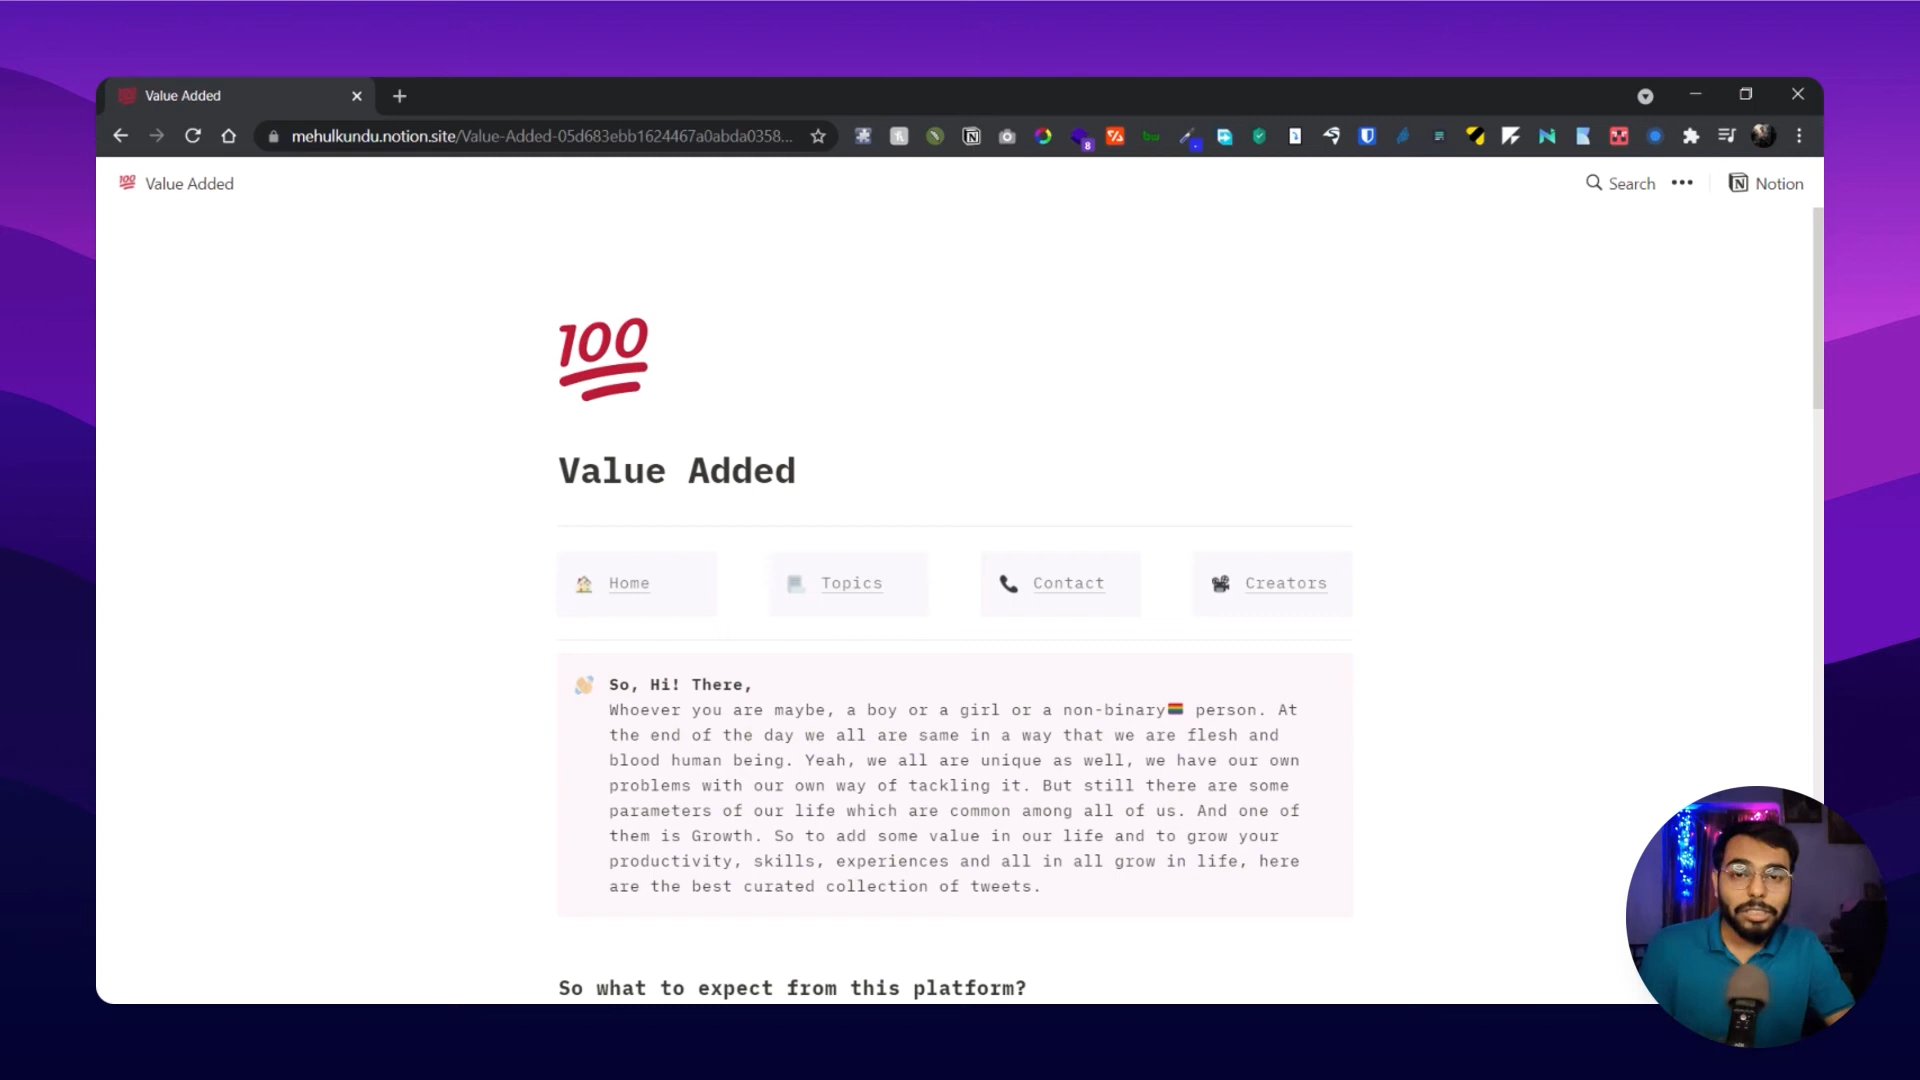 Value Added
mehulkundu.notion.site/Value-Added-05d683ebb1624467a0abda0358...
8
Value Added
Search
Notion
100
Value Added
Home
Topics
Contact
Creators
So, Hi! There,
Whoever you are maybe, a boy or a girl or a non-binary🏳️‍🌈 person. At
the end of the day we all are same in a way that we are flesh and
blood human being. Yeah, we all are unique as well, we have our own
problems with our own way of tackling it. But still there are some
parameters of our life which are common among all of us. And one of
them is Growth. So to add some value in our life and to grow your
productivity, skills, experiences and all in all grow in life, here
are the best curated collection of tweets.
So what to expect from this platform?